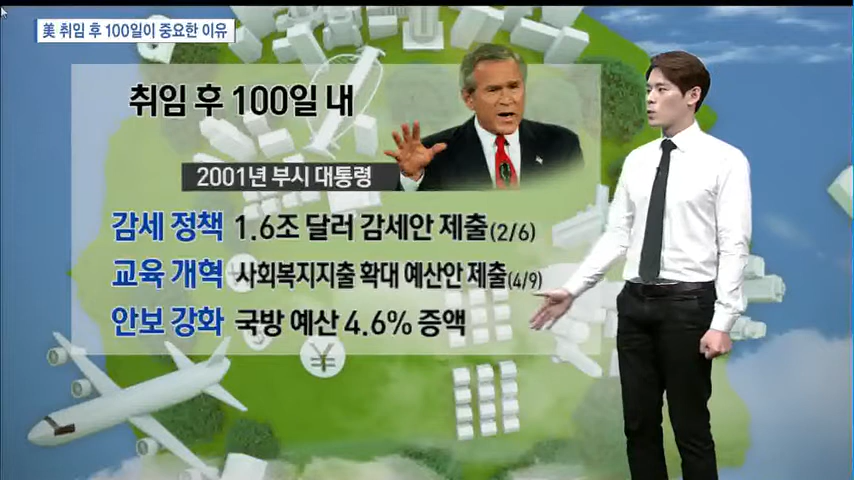 美 취임 후 100일이 중요한 이유
취임 후 100일 내
2001년 부시 대통령
감세 정책 1.6조 달러 감세안 제출(2/6)
교육 개혁 사회복지지출 확대 예산안 제출(4/9)
안보 강화 국방 예산 4.6% 증액
¥